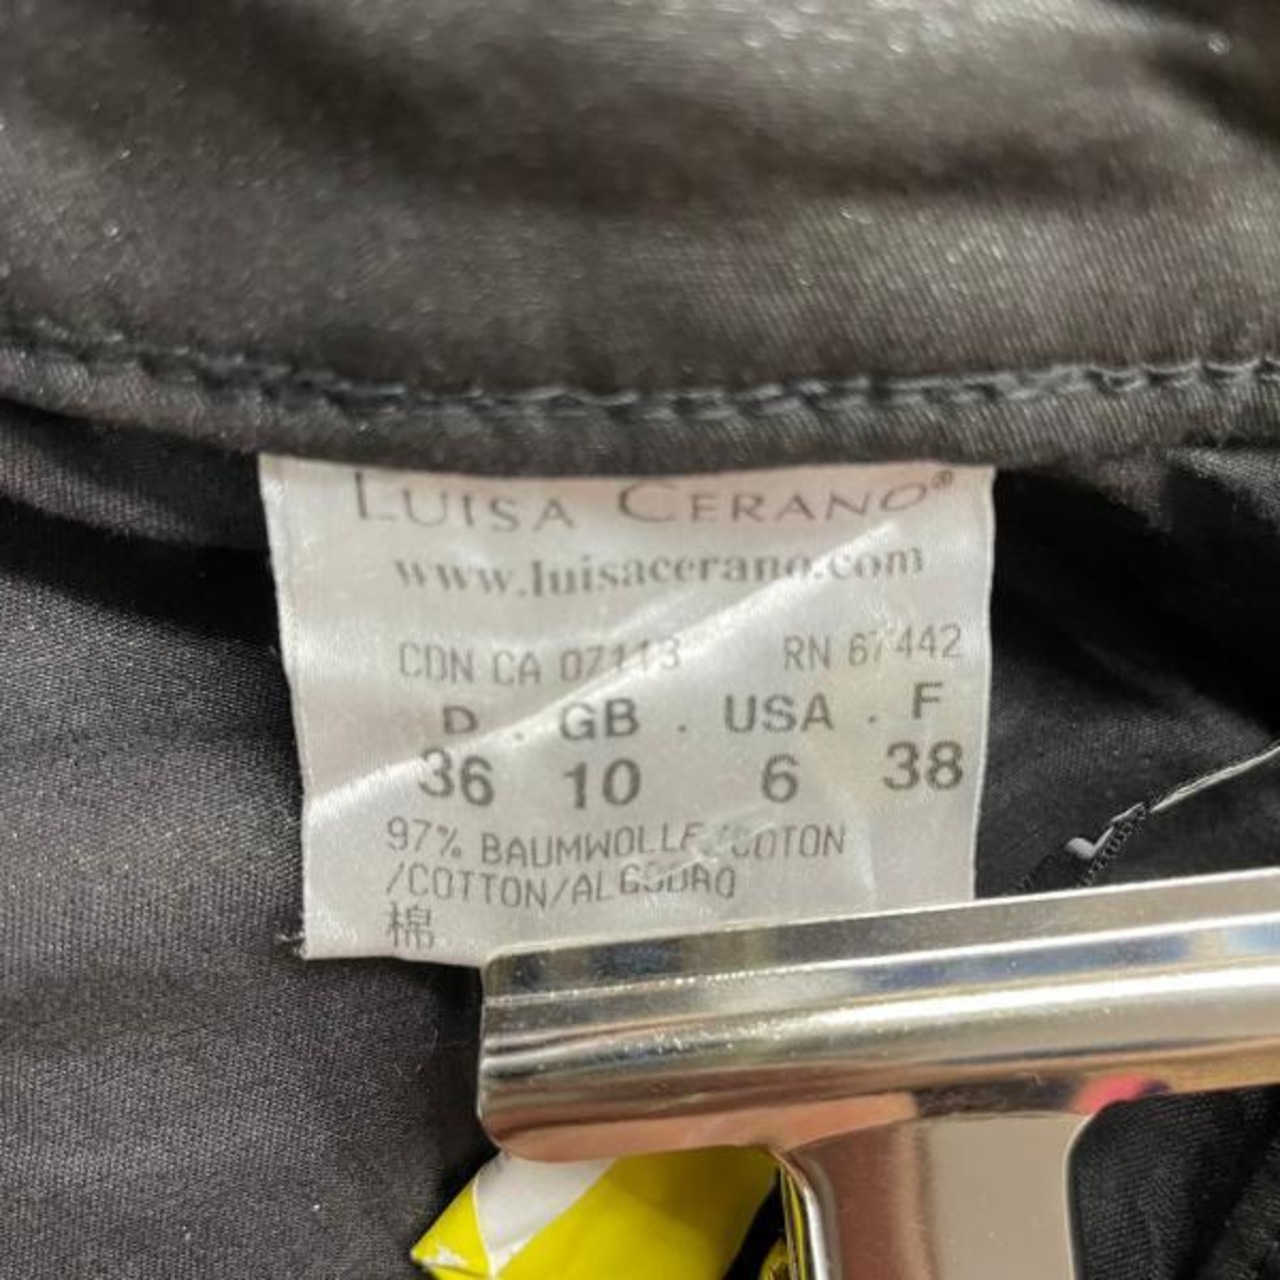 LUISA CERANO®
www.luisacerano.com
CDN CA 07113 RN 67442
D . GB . USA . F
36 10 6 38
97% BAUMWOLLE/COTON
/COTTON/ALGODAO
棉